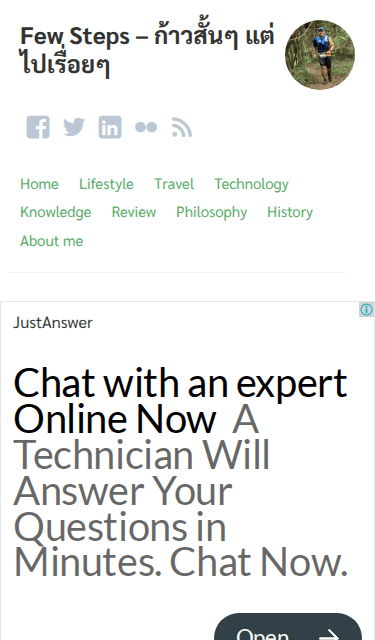 Few Steps – ก้าวสั้นๆ แต่
ไปเรื่อยๆ
Home Lifestyle Travel Technology
Knowledge Review Philosophy History
About me
JustAnswer
Chat with an expert
Online Now A
Technician Will
Answer Your
Questions in
Minutes. Chat Now.
Open